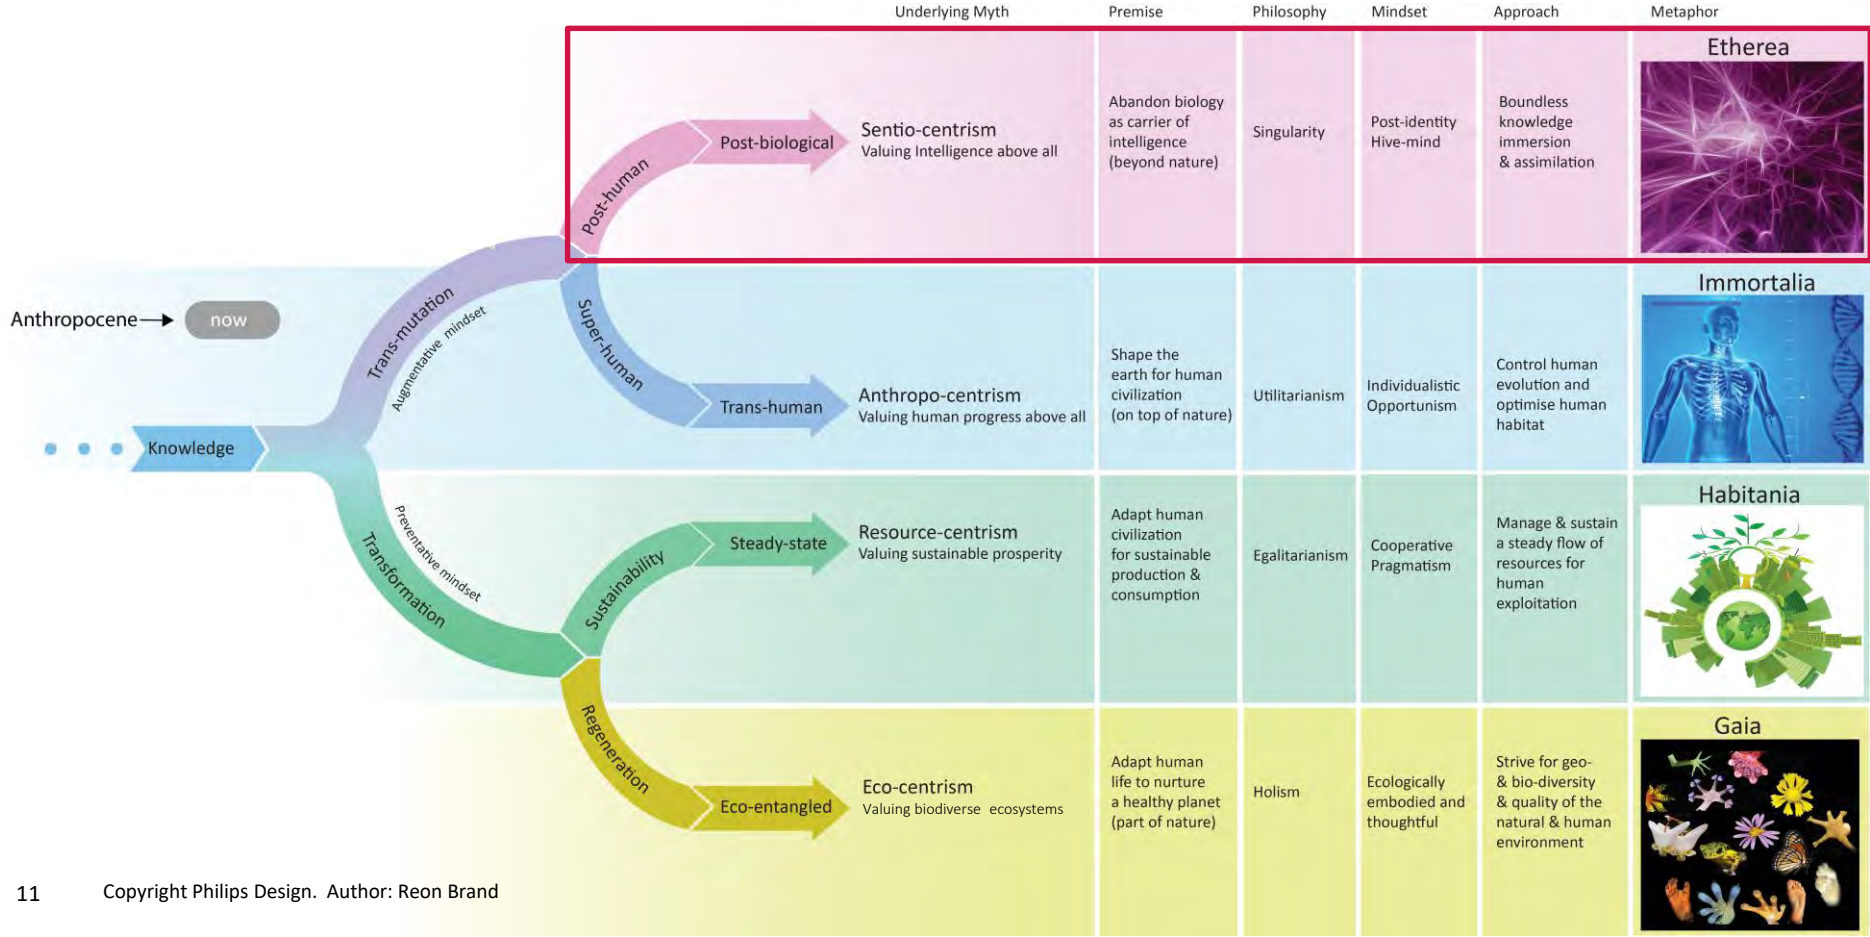 Underlying Myth
Premise
Philosophy
Mindset
Approach
Metaphor
Anthropocene
now
Knowledge
Trans-mutation
Augmentative mindset
Transformation
Preventative mindset
Post-human
Post-biological
Sentio-centrism
Valuing Intelligence above all
Abandon biology
as carrier of
intelligence
(beyond nature)
Singularity
Post-identity
Hive-mind
Boundless
knowledge
immersion
& assimilation
Etherea
Super-human
Trans-human
Anthropo-centrism
Valuing human progress above all
Shape the
earth for human
civilization
(on top of nature)
Utilitarianism
Individualistic
Opportunism
Control human
evolution and
optimise human
habitat
Immortalia
Sustainability
Steady-state
Resource-centrism
Valuing sustainable prosperity
Adapt human
civilization
for sustainable
production &
consumption
Egalitarianism
Cooperative
Pragmatism
Manage & sustain
a steady flow of
resources for
human
exploitation
Habitania
Regeneration
Eco-entangled
Eco-centrism
Valuing biodiverse ecosystems
Adapt human
life to nurture
a healthy planet
(part of nature)
Holism
Ecologically
embodied and
thoughtful
Strive for geo-
& bio-diversity
& quality of the
natural & human
environment
Gaia
11
Copyright Philips Design. Author: Reon Brand